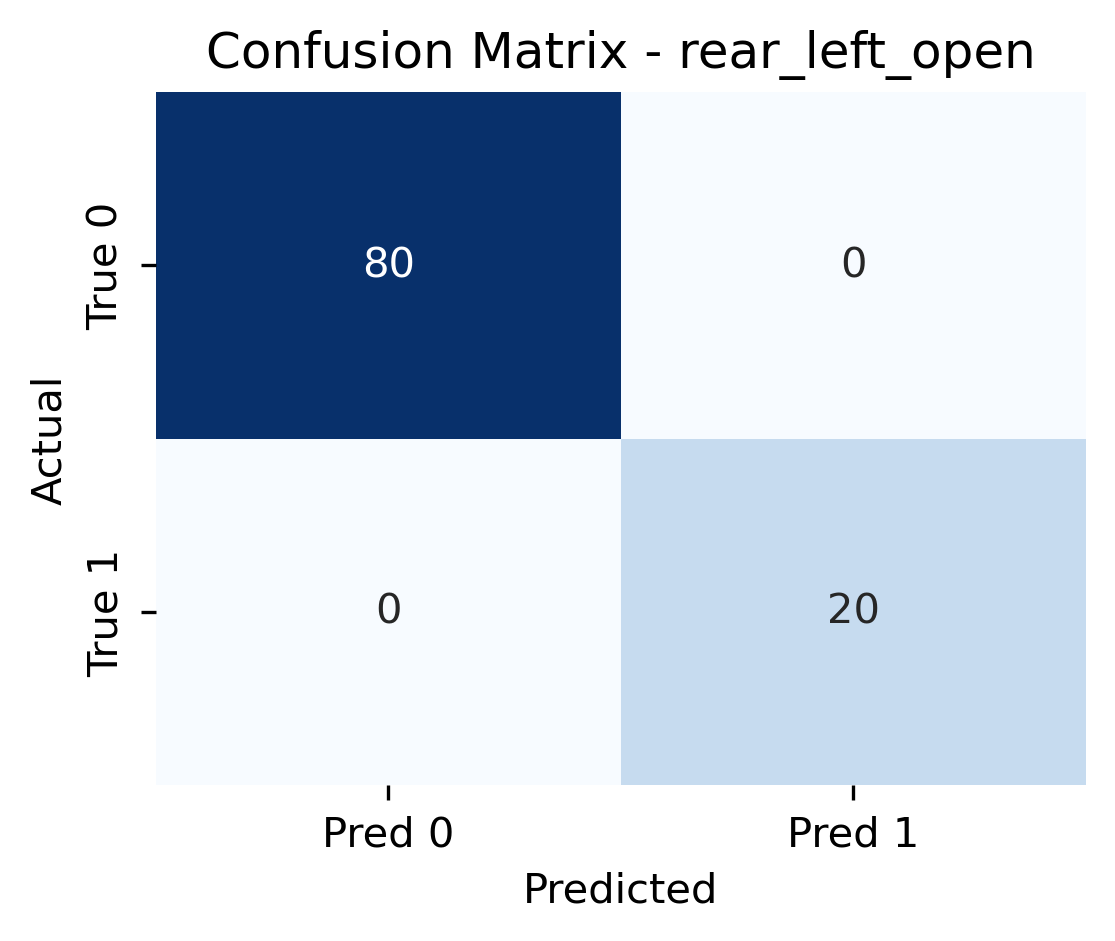 Confusion Matrix - rear_left_open
Actual
True 0
80
0
True 1
0
20
Pred 0
Pred 1
Predicted